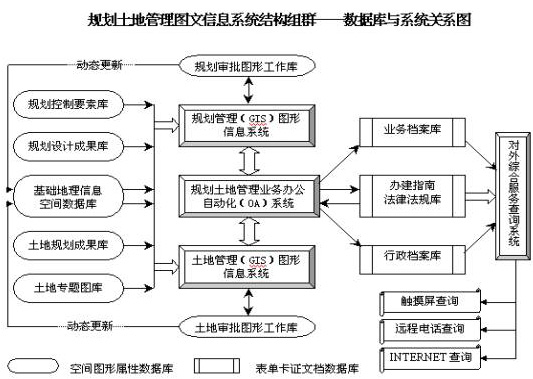 规划土地管理图文信息系统结构组群——数据库与系统关系图
动态更新
规划审批图形工作库
规划控制要素库
规划设计成果库
基础地理信息
空间数据库
土地规划成果库
土地专题图库
规划管理(GIS)图形
信息系统
规划土地管理业务办公
自动化(OA)系统
土地管理(GIS)图形
信息系统
业务档案库
办建指南
法律法规库
行政档案库
对外综合服务查询系统
触摸屏查询
远程电话查询
INTERNET查询
动态更新
土地审批图形工作库
空间图形属性数据库
表单卡证文档数据库